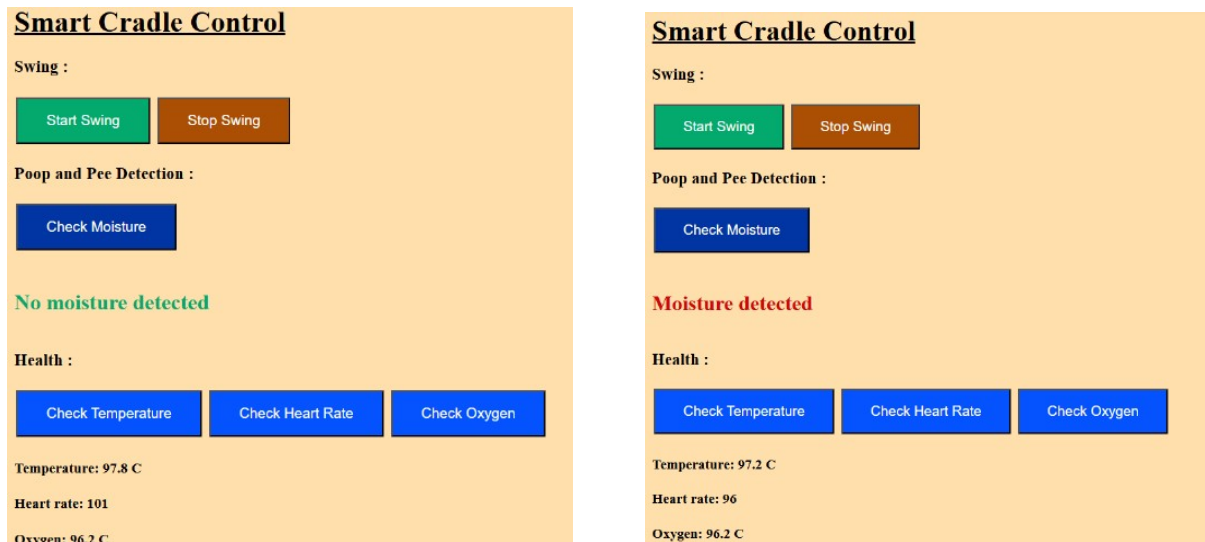 Smart Cradle Control
Swing :
Start Swing Stop Swing
Poop and Pee Detection :
Check Moisture
No moisture detected
Health :
Check Temperature Check Heart Rate Check Oxygen
Temperature: 97.8 C
Heart rate: 101
Oxygen: 96.2 C
Smart Cradle Control
Swing :
Start Swing Stop Swing
Poop and Pee Detection :
Check Moisture
Moisture detected
Health :
Check Temperature Check Heart Rate Check Oxygen
Temperature: 97.2 C
Heart rate: 96
Oxygen: 96.2 C